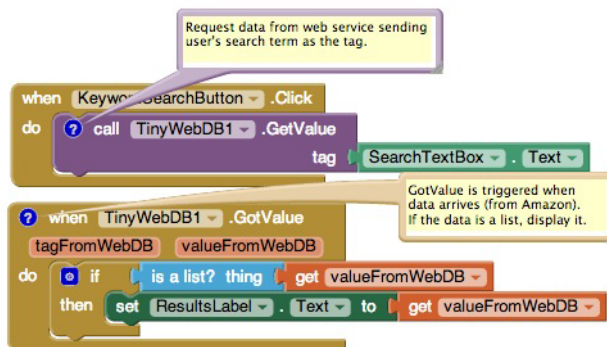 Request data from web service sending
user's search term as the tag.
when KeywordSearchButton .Click
do ? call TinyWebDB1 .GetValue
tag SearchTextBox . Text
GotValue is triggered when
data arrives (from Amazon).
If the data is a list, display it.
? when TinyWebDB1 .GotValue
tagFromWebDB valueFromWebDB
do if is a list? thing get valueFromWebDB
then set ResultsLabel . Text to get valueFromWebDB